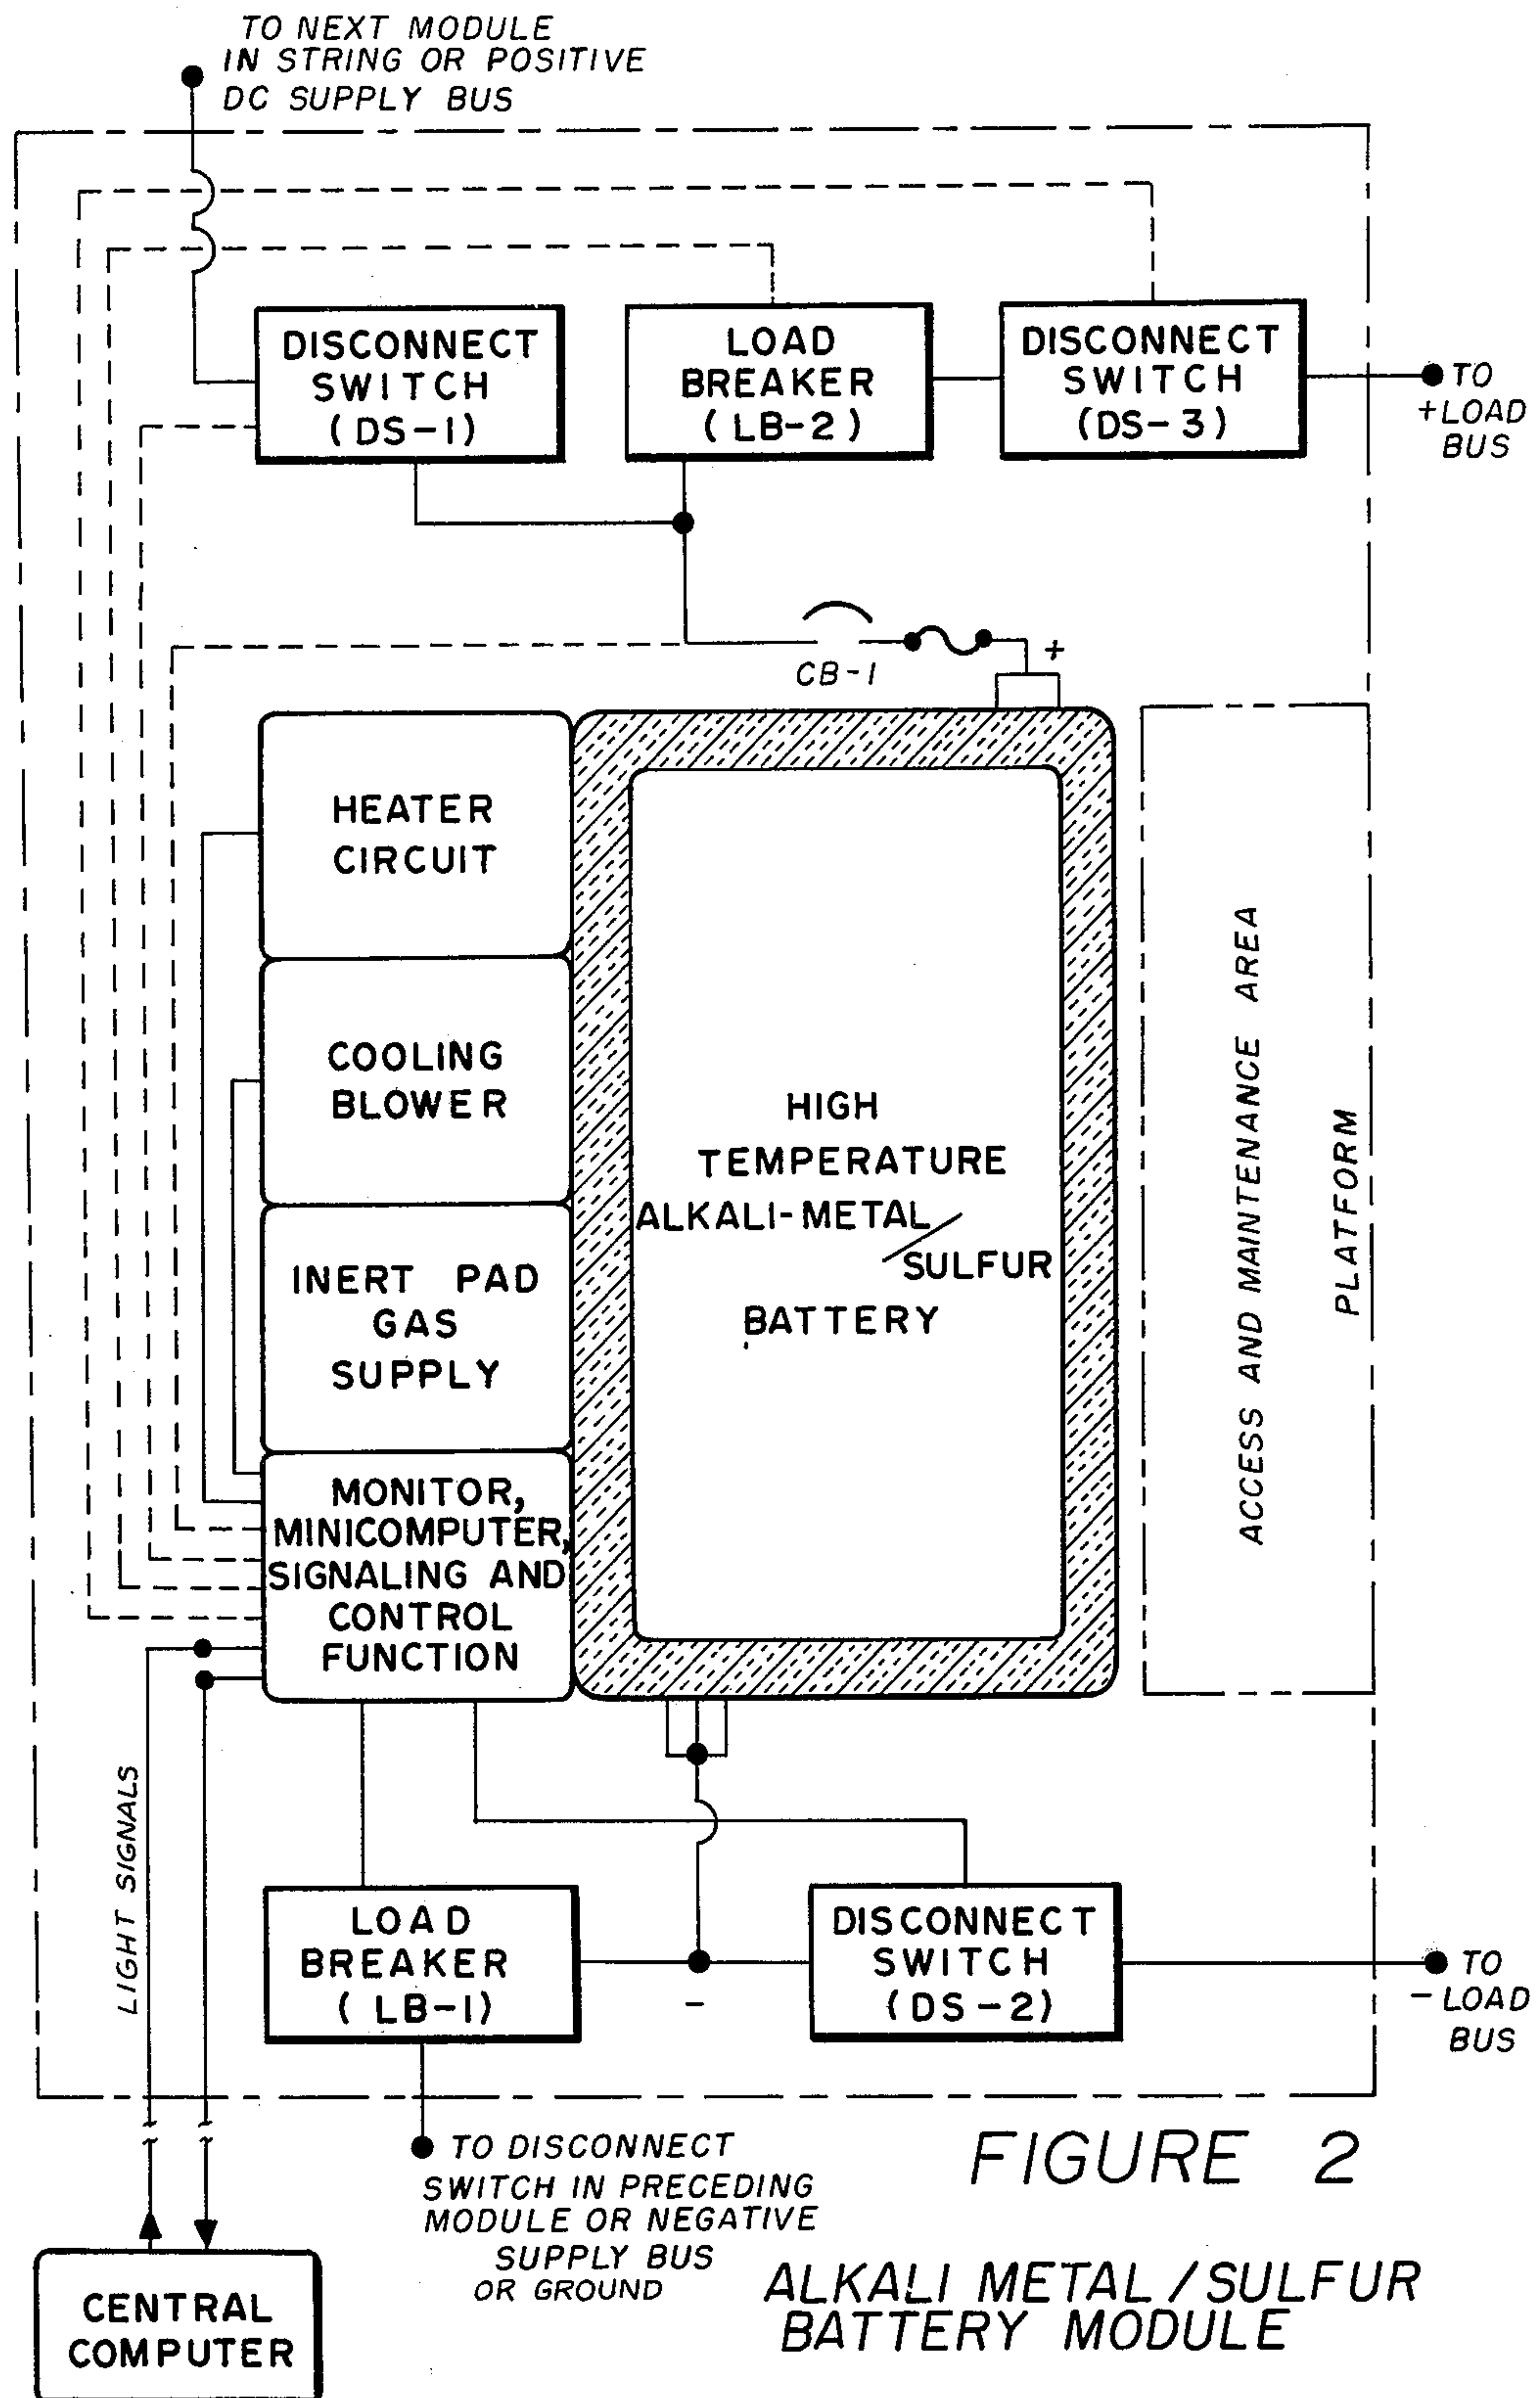 TO NEXT MODULE
IN STRING OR POSITIVE
DC SUPPLY BUS
DISCONNECT
SWITCH
(DS-1)
LOAD
BREAKER
(LB-2)
DISCONNECT
SWITCH
(DS-3)
TO
+LOAD
BUS
CB-1
+
HEATER
CIRCUIT
COOLING
BLOWER
INERT PAD
GAS
SUPPLY
MONITOR,
MINICOMPUTER,
SIGNALING AND
CONTROL
FUNCTION
HIGH
TEMPERATURE
ALKALI-METAL/
SULFUR
BATTERY
ACCESS AND MAINTENANCE AREA
PLATFORM
LIGHT SIGNALS
LOAD
BREAKER
(LB-1)
-
DISCONNECT
SWITCH
(DS-2)
TO
- LOAD
BUS
TO DISCONNECT
SWITCH IN PRECEDING
MODULE OR NEGATIVE
SUPPLY BUS
OR GROUND
CENTRAL
COMPUTER
FIGURE 2
ALKALI METAL/SULFUR
BATTERY MODULE